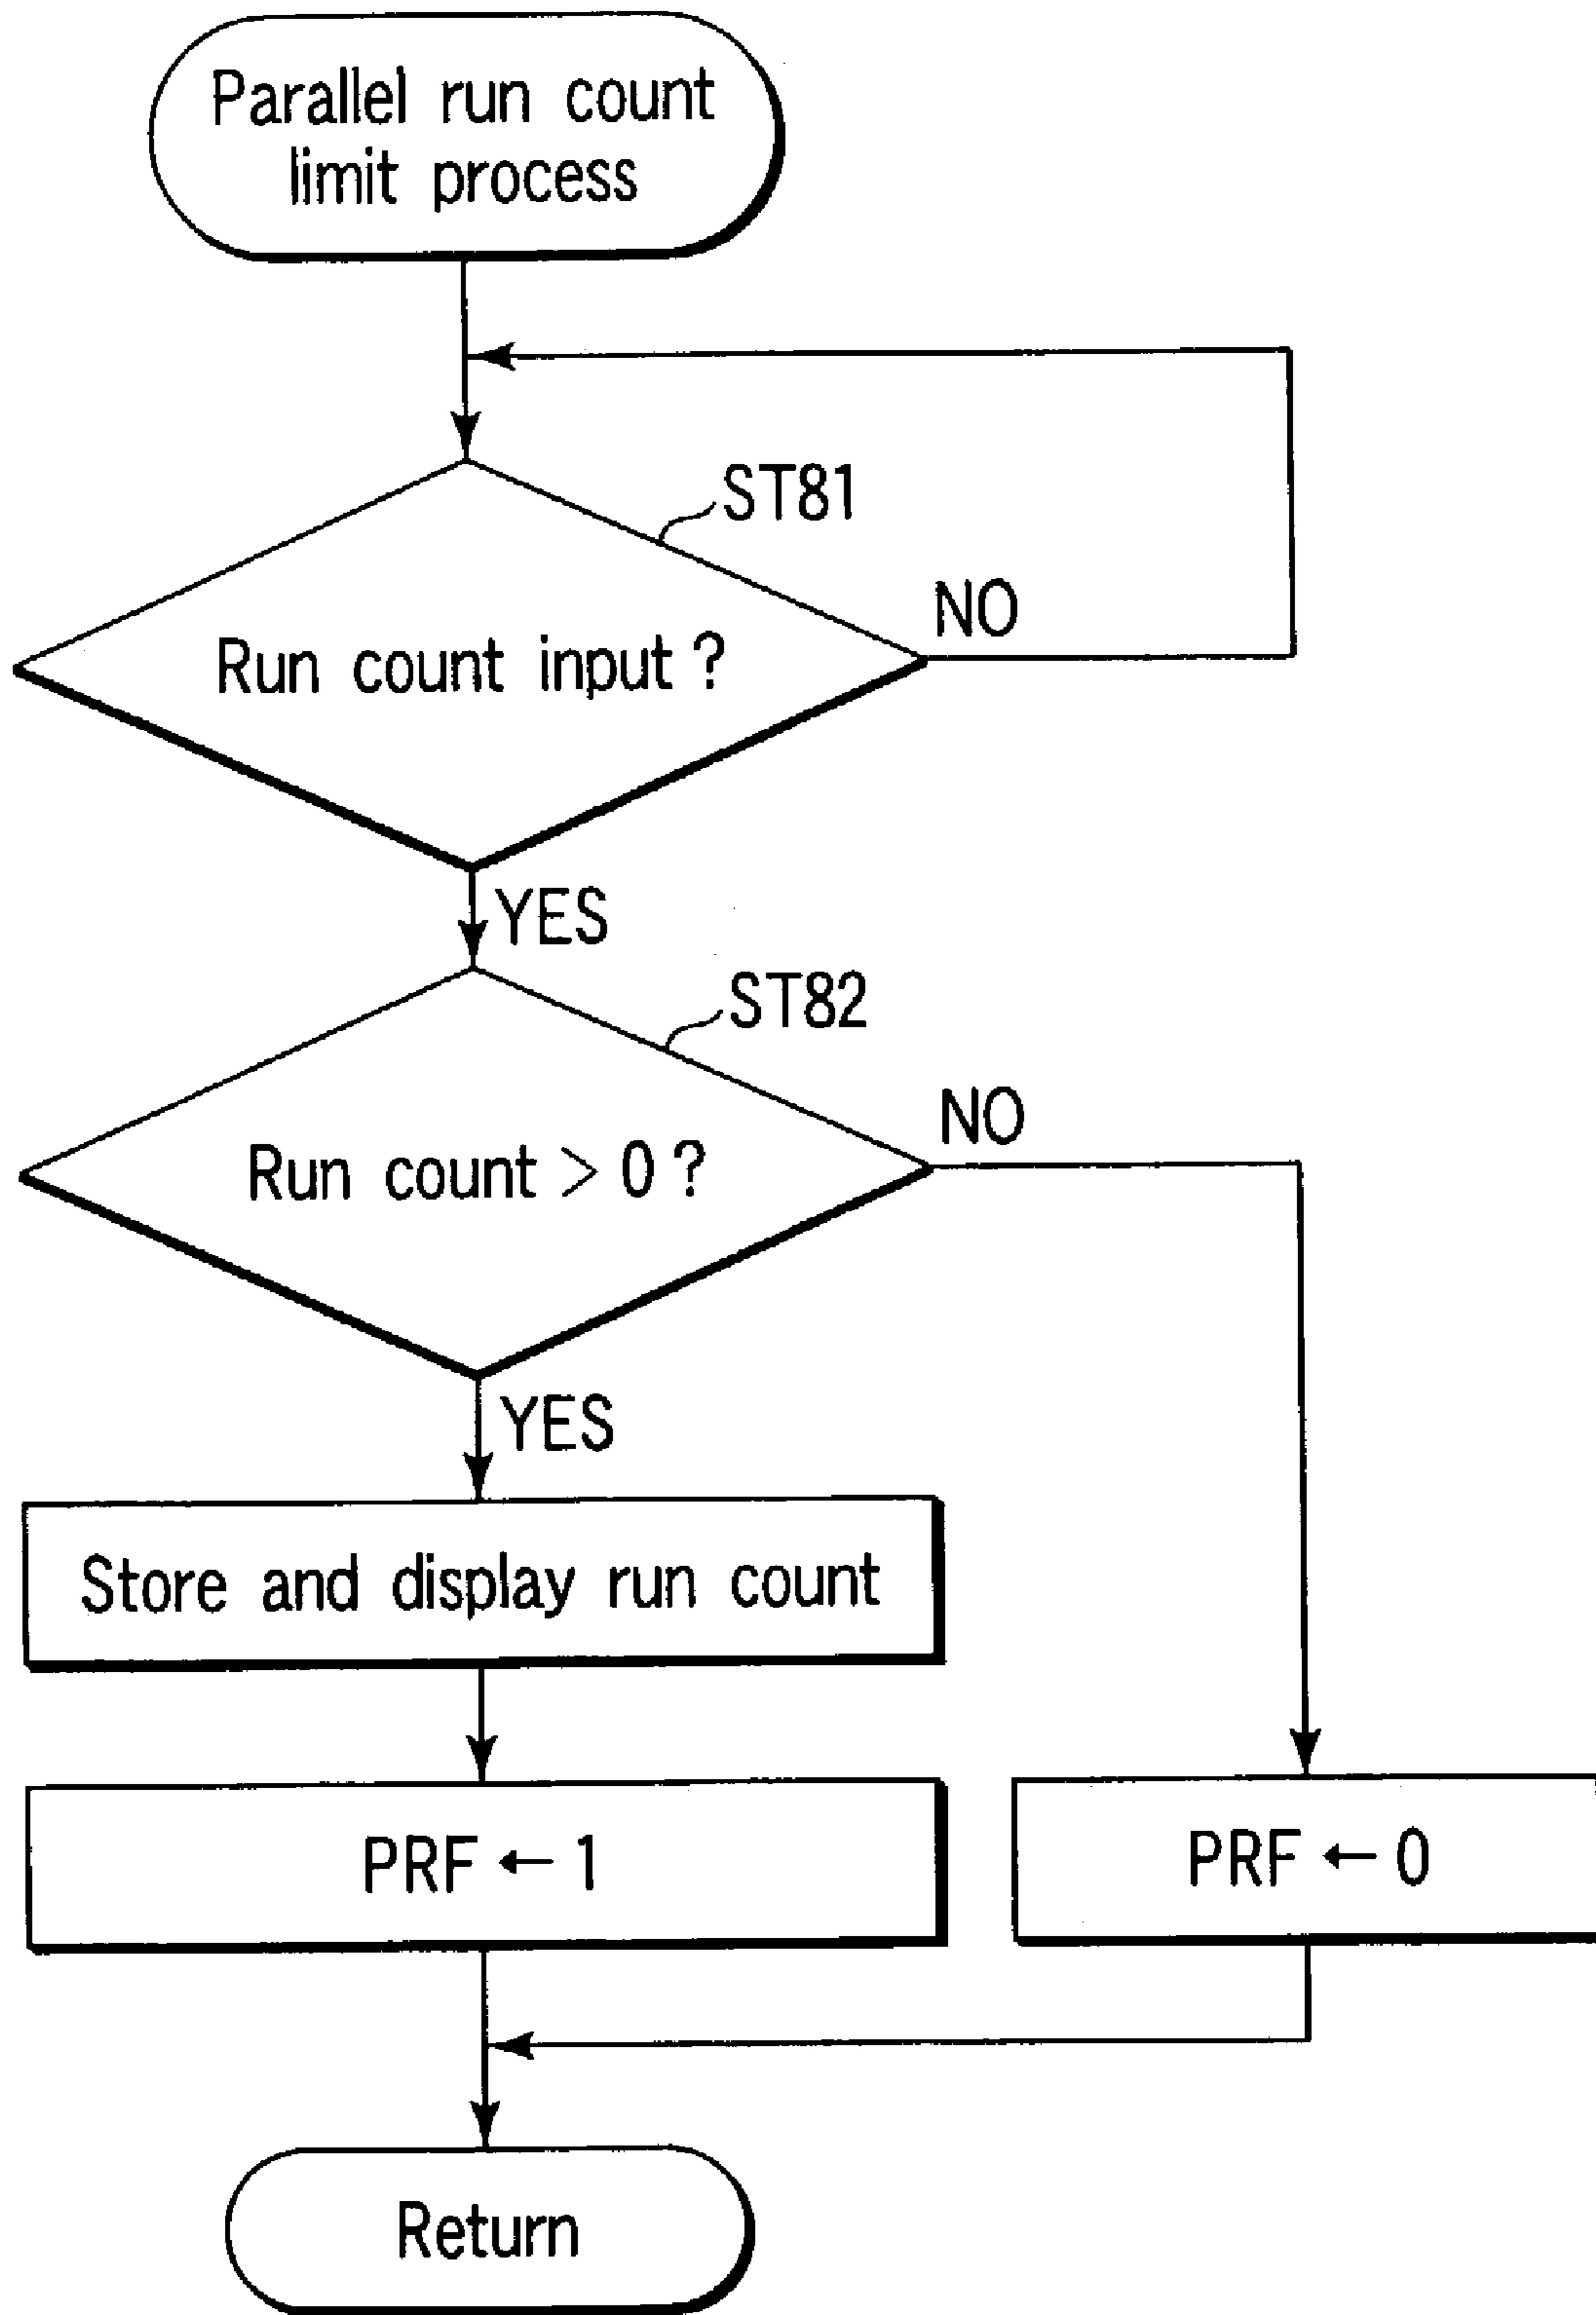 Parallel run count
limit process
ST81
NO
Run count input ?
YES
ST82
NO
Run count > 0 ?
YES
Store and display run count
PRF ← 1
PRF ← 0
Return